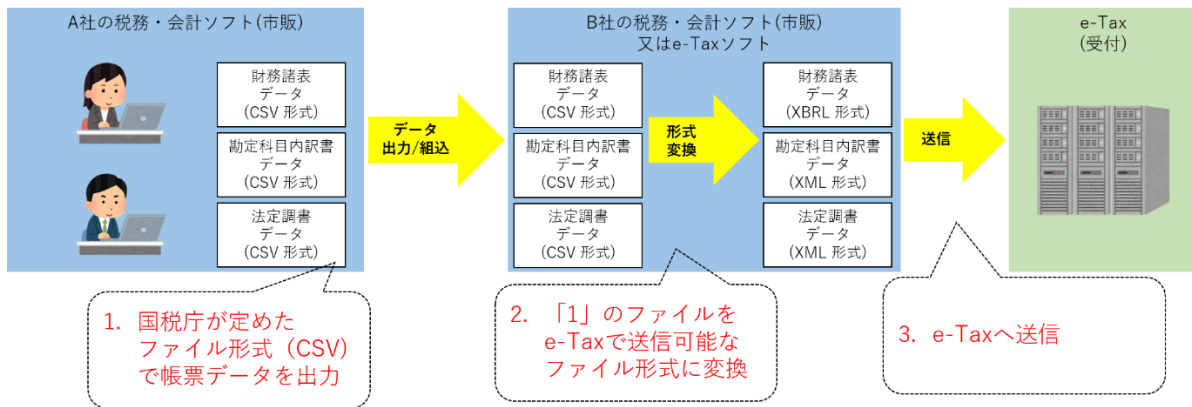 A社の税務・会計ソフト(市販)
財務諸表
データ
(CSV 形式)
勘定科目内訳書
データ
(CSV 形式)
法定調書
データ
(CSV 形式)
データ
出力/組込
B社の税務・会計ソフト(市販)
又はe-Taxソフト
財務諸表
データ
(CSV 形式)
勘定科目内訳書
データ
(CSV 形式)
法定調書
データ
(CSV 形式)
形式
変換
財務諸表
データ
(XBRL 形式)
勘定科目内訳書
データ
(XML 形式)
法定調書
データ
(XML 形式)
送信
e-Tax
(受付)
1. 国税庁が定めた
ファイル形式（CSV)
で帳票データを出力
2. 「1」のファイルを
e-Taxで送信可能な
ファイル形式に変換
3. e-Taxへ送信